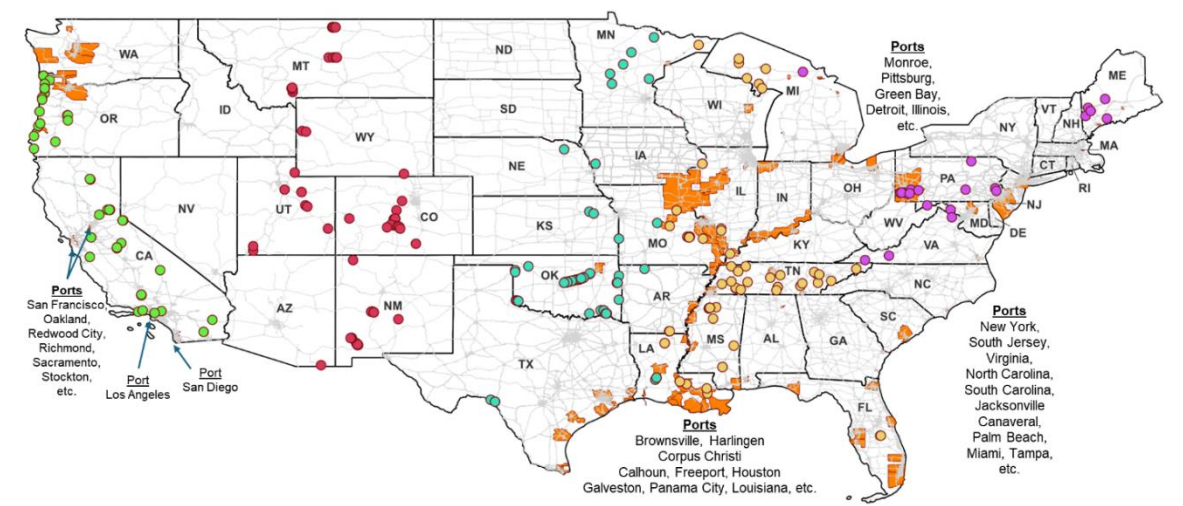 WA
MT
ND
MN
OR
ID
WY
SD
WI
MI
Ports
Monroe,
Pittsburg,
Green Bay,
Detroit, Illinois,
etc.
ME
VT
NH
NY
MA
CT
RI
NV
UT
CO
NE
IA
IL
IN
OH
PA
NJ
MD
DE
WV
VA
KS
MO
KY
CA
AZ
NM
OK
AR
TN
NC
SC
TX
LA
MS
AL
GA
FL
Ports
San Francisco,
Oakland,
Redwood City,
Richmond,
Sacramento,
Stockton,
etc.
Port
Los Angeles
Port
San Diego
Ports
Brownsville, Harlingen
Corpus Christi
Calhoun, Freeport, Houston
Galveston, Panama City, Louisiana, etc.
Ports
New York,
South Jersey,
Virginia,
North Carolina,
South Carolina,
Jacksonville
Canaveral,
Palm Beach,
Miami, Tampa,
etc.